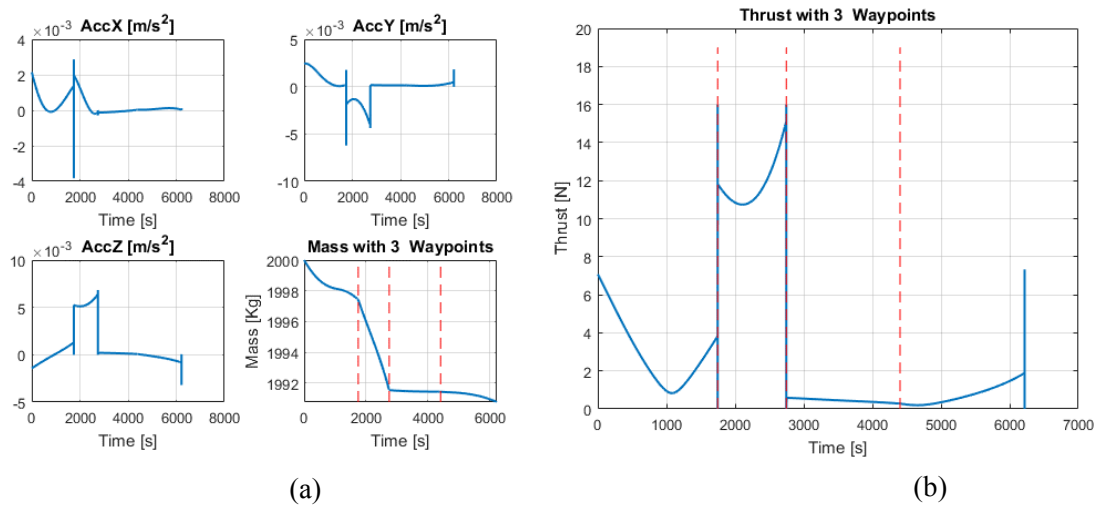 ×10⁻³ AccX [m/s²]
4
2
0
-2
-4
0 2000 4000 6000 8000
Time [s]
×10⁻³ AccY [m/s²]
5
0
-5
-10
0 2000 4000 6000 8000
Time [s]
×10⁻³ AccZ [m/s²]
10
5
0
-5
0 2000 4000 6000 8000
Time [s]
Mass with 3 Waypoints
Mass [Kg]
2000
1998
1996
1994
1992
0 2000 4000 6000
Time [s]
(a)
Thrust with 3 Waypoints
Thrust [N]
20
18
16
14
12
10
8
6
4
2
0
0 1000 2000 3000 4000 5000 6000 7000
Time [s]
(b)